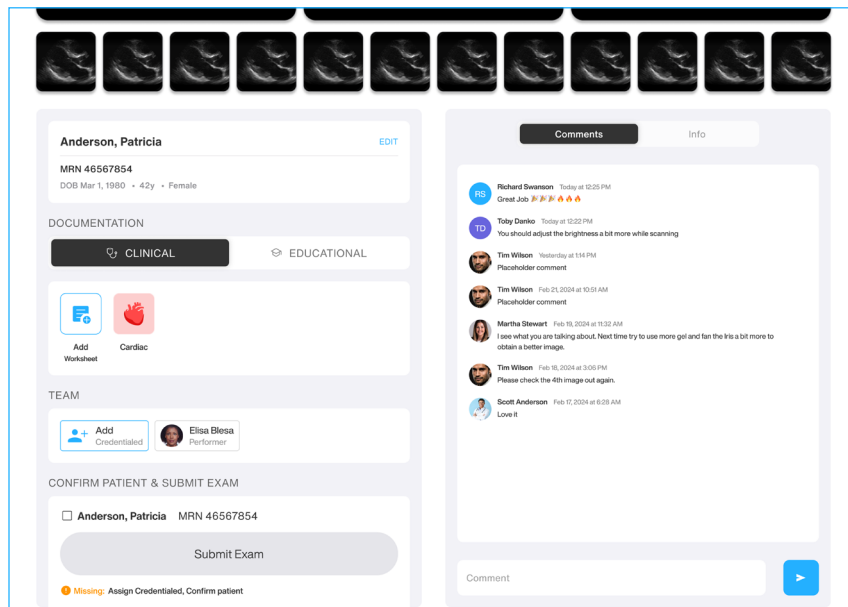 Anderson, Patricia
EDIT
MRN 46567854
DOB Mar 1, 1980 • 42y • Female
DOCUMENTATION
CLINICAL
EDUCATIONAL
Add
Worksheet
Cardiac
TEAM
Add
Credentialed
Elisa Blesa
Performer
CONFIRM PATIENT & SUBMIT EXAM
Anderson, Patricia MRN 46567854
Submit Exam
Missing: Assign Credentialed, Confirm patient
Comments
Info
RS
Richard Swanson Today at 12:25 PM
Great Job 🎉🎉🎉🔥🔥🔥
TD
Toby Danko Today at 12:22 PM
You should adjust the brightness a bit more while scanning
Tim Wilson Yesterday at 1:14 PM
Placeholder comment
Tim Wilson Feb 21, 2024 at 10:51 AM
Placeholder comment
Martha Stewart Feb 19, 2024 at 11:32 AM
I see what you are talking about. Next time try to use more gel and fan the Iris a bit more to
obtain a better image.
Tim Wilson Feb 18, 2024 at 3:06 PM
Please check the 4th image out again.
Scott Anderson Feb 17, 2024 at 6:28 AM
Love it
Comment